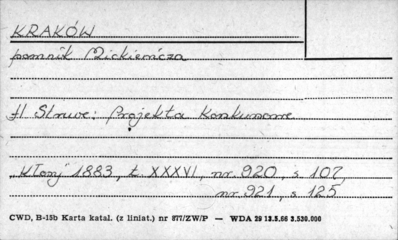 KRAKÓW
pomnik Mickiewicza
H Struve: Projekta Konkursowe
"Kłosy" 1883, t. XXXVI, nr. 920, s 107,
nr. 921, s 125
CWD, B-15b Karta katal. (z liniat.) nr 877/ZW/P — WDA 29 13.5.66 3.530.000